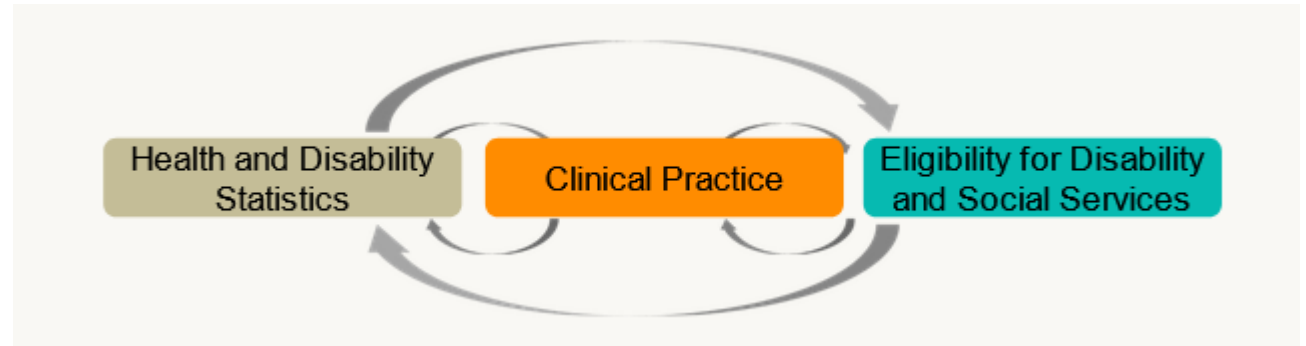 Health and Disability
Statistics
Clinical Practice
Eligibility for Disability
and Social Services